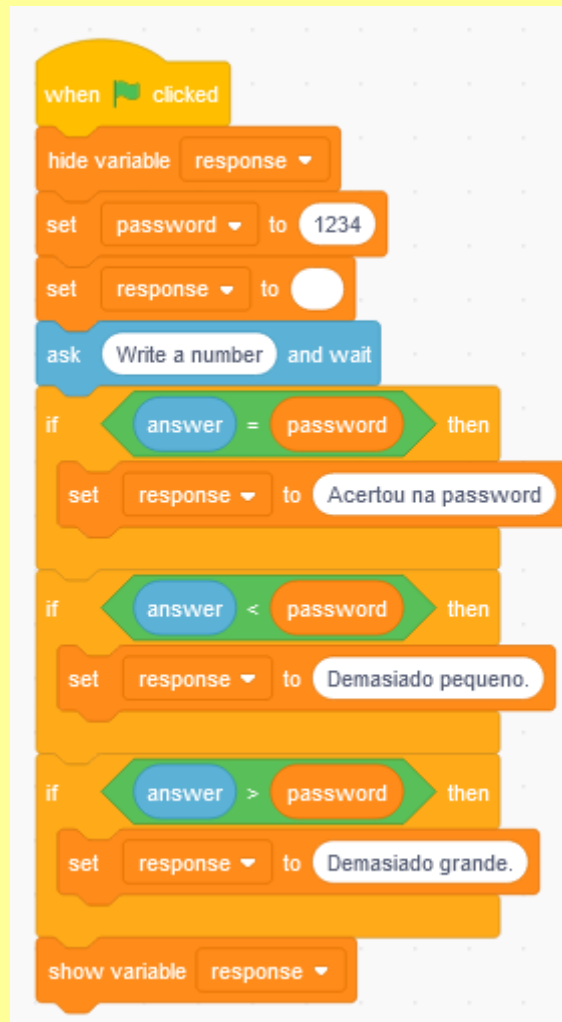 when clicked
hide variable response
set password to 1234
set response to
ask Write a number and wait
if answer = password then
set response to Acertou na password
if answer < password then
set response to Demasiado pequeno.
if answer > password then
set response to Demasiado grande.
show variable response